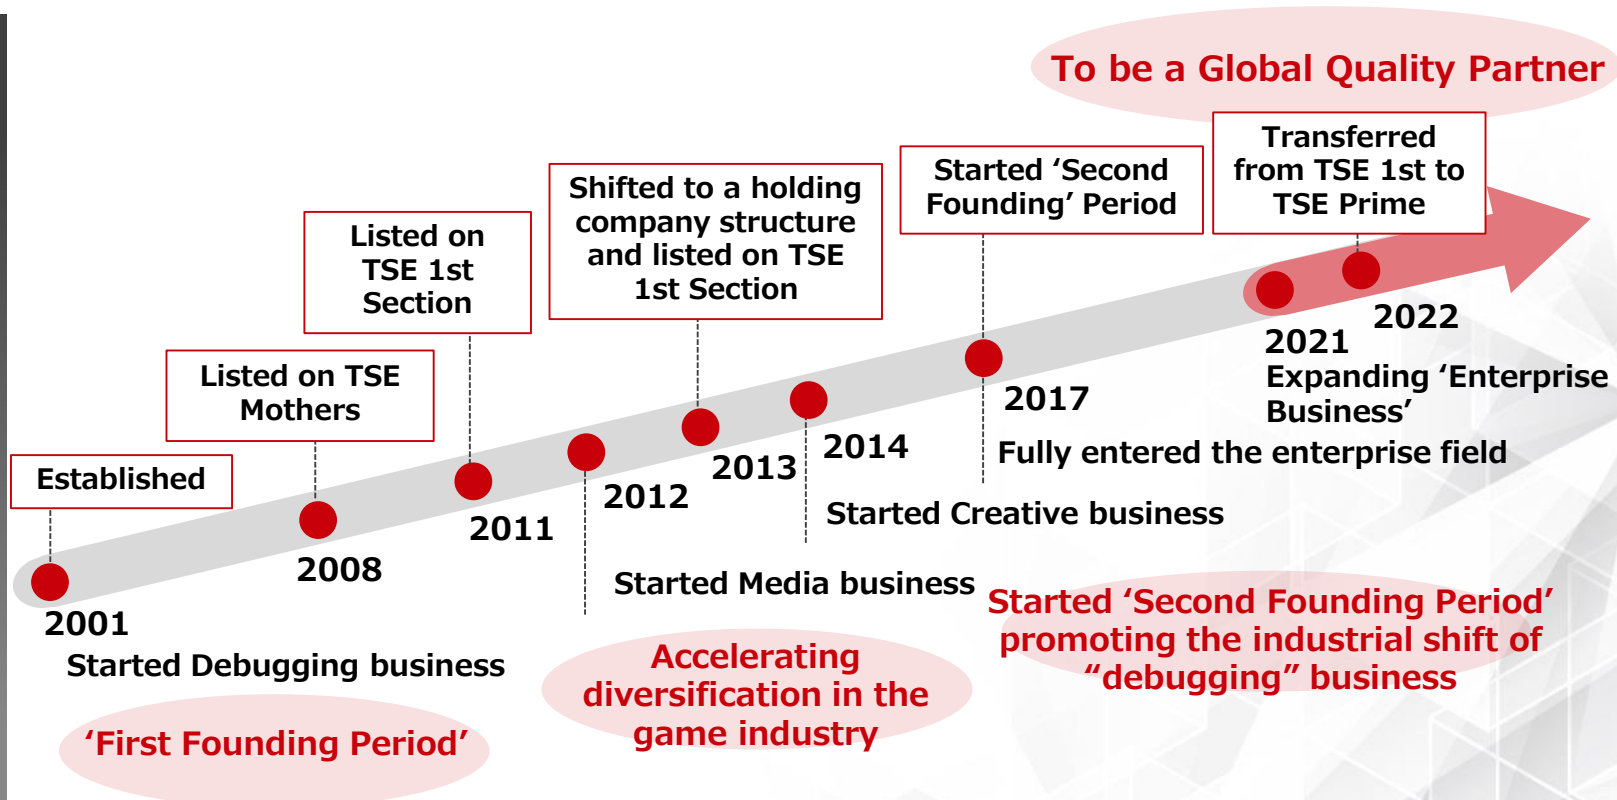 To be a Global Quality Partner
Established
2001
Started Debugging business
‘First Founding Period’
Listed on TSE
Mothers
2008
Listed on
TSE 1st
Section
2011
2012
Started Media business
Accelerating
diversification in the
game industry
Shifted to a holding
company structure
and listed on TSE
1st Section
2013
2014
Started Creative business
Started ‘Second
Founding’ Period
2017
Fully entered the enterprise field
Started ‘Second Founding Period’
promoting the industrial shift of
“debugging” business
2021
Expanding ‘Enterprise
Business’
Transferred
from TSE 1st to
TSE Prime
2022